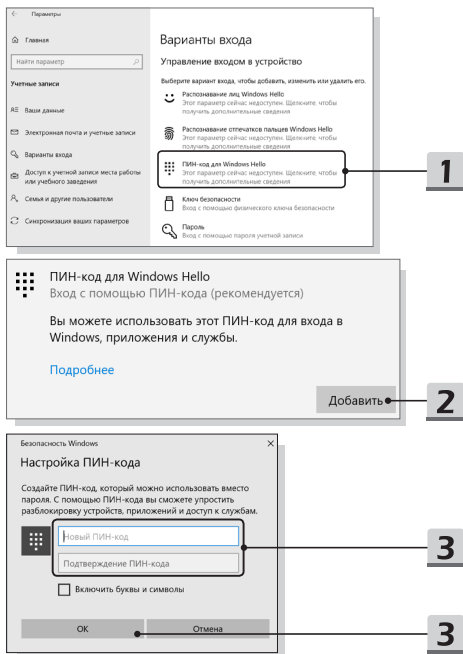 Параметры
Главная
Найти параметр
Учетные записи
Ваши данные
Электронная почта и учетные записи
Варианты входа
Доступ к учетной записи места работы
или учебного заведения
Семья и другие пользователи
Синхронизация ваших параметров
Варианты входа
Управление входом в устройство
Выберите вариант входа, чтобы добавить, изменить или удалить его.
Распознавание лиц Windows Hello
Этот параметр сейчас недоступен. Щелкните, чтобы
получить дополнительные сведения
Распознавание отпечатков пальцев Windows Hello
Этот параметр сейчас недоступен. Щелкните, чтобы
получить дополнительные сведения
ПИН-код для Windows Hello
Этот параметр сейчас недоступен. Щелкните, чтобы
получить дополнительные сведения
Ключ безопасности
Вход с помощью физического ключа безопасности
Пароль
Вход с помощью пароля учетной записи
1
ПИН-код для Windows Hello
Вход с помощью ПИН-кода (рекомендуется)
Вы можете использовать этот ПИН-код для входа в
Windows, приложения и службы.
Подробнее
Добавить
2
Безопасность Windows
Настройка ПИН-кода
Создайте ПИН-код, который можно использовать вместо
пароля. С помощью ПИН-кода вы сможете упростить
разблокировку устройств, приложений и доступ к службам.
Новый ПИН-код
Подтверждение ПИН-кода
3
Включить буквы и символы
ОК
Отмена
3